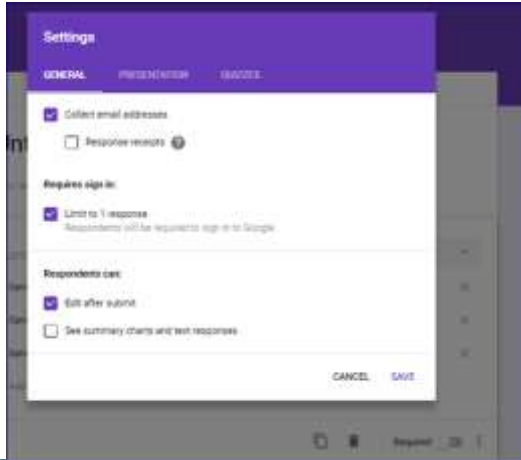 Settings
GENERAL PRESENTATION QUIZZES
Collect email addresses
Response receipts
Requires sign in:
Limit to 1 response
Respondents will be required to sign in to Google.
Respondents can:
Edit after submit
See summary charts and text responses
CANCEL SAVE
Required